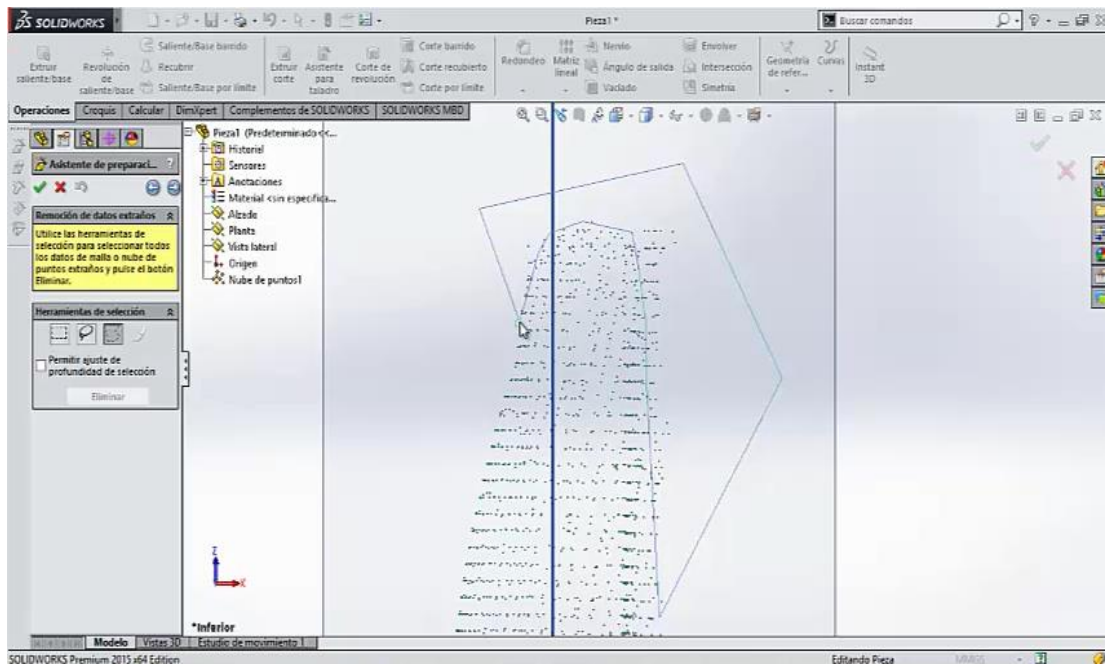 SOLIDWORKS
Pieza1 *
Buscar comandos
Extruir saliente/base
Revolución de saliente/base
Saliente/Base barrido
Recubrir
Saliente/Base por límite
Extruir corte
Asistente para taladro
Corte de revolución
Corte barrido
Corte recubierto
Corte por límite
Redondeo
Matriz lineal
Nervio
Ángulo de salida
Vaciado
Envolver
Intersección
Simetría
Geometría de refer...
Curvas
Instant 3D
Operaciones
Croquis
Calcular
DimXpert
Complementos de SOLIDWORKS
SOLIDWORKS MBD
Asistente de preparaci...
?
Remoción de datos extraños
Utilice las herramientas de
selección para seleccionar todos
los datos de malla o nube de
puntos extraños y pulse el botón
Eliminar.
Herramientas de selección
Permitir ajuste de
profundidad de selección
Eliminar
Pieza1 (Predeterminado<<...
Historial
Sensores
Anotaciones
Material <sin especifica...
Alzado
Planta
Vista lateral
Origen
Nube de puntos1
Z
X
*Inferior
Modelo
Vistas 3D
Estudio de movimiento 1
SOLIDWORKS Premium 2015 x64 Edition
Editando Pieza
MMGS